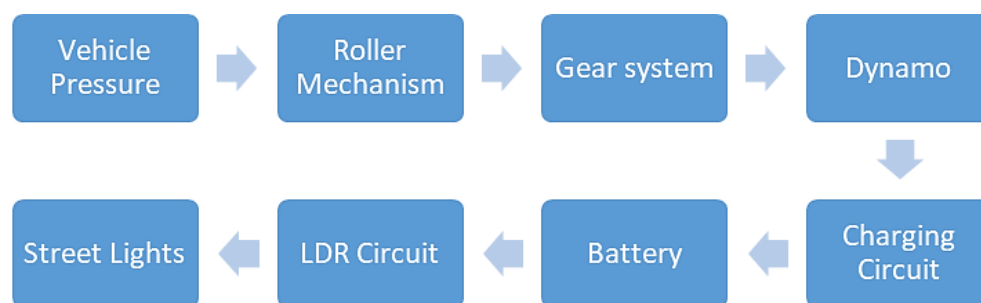 Vehicle
Pressure
Roller
Mechanism
Gear system
Dynamo
Charging
Circuit
Battery
LDR Circuit
Street Lights